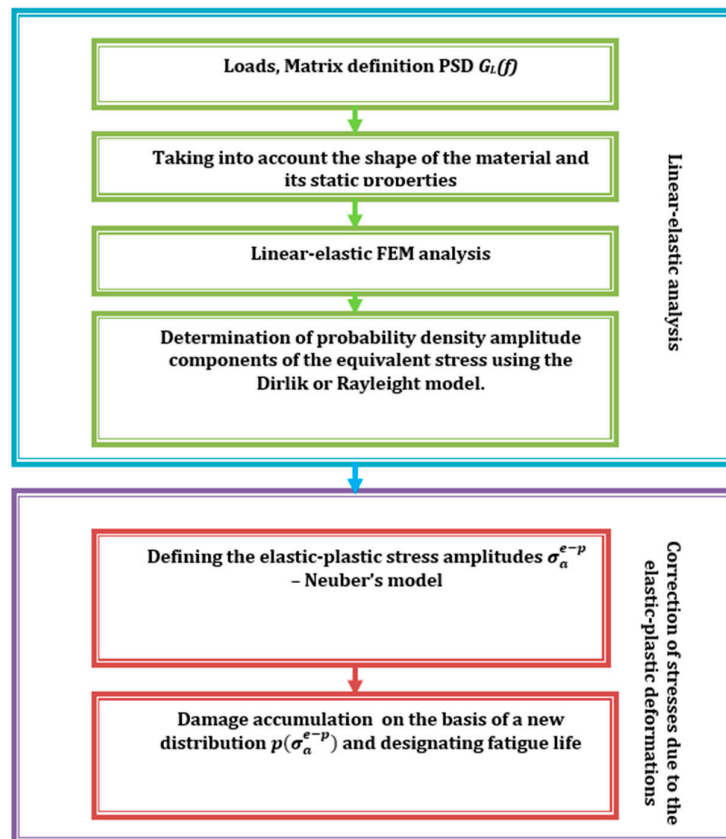 Loads, Matrix definition PSD G_L(f)
Taking into account the shape of the material and
its static properties
Linear-elastic FEM analysis
Determination of probability density amplitude
components of the equivalent stress using the
Dirlik or Rayleight model.
Linear-elastic analysis
Defining the elastic-plastic stress amplitudes σ_a^{e-p}
– Neuber's model
Damage accumulation on the basis of a new
distribution p(σ_a^{e-p}) and designating fatigue life
Correction of stresses due to the
elastic-plastic deformations